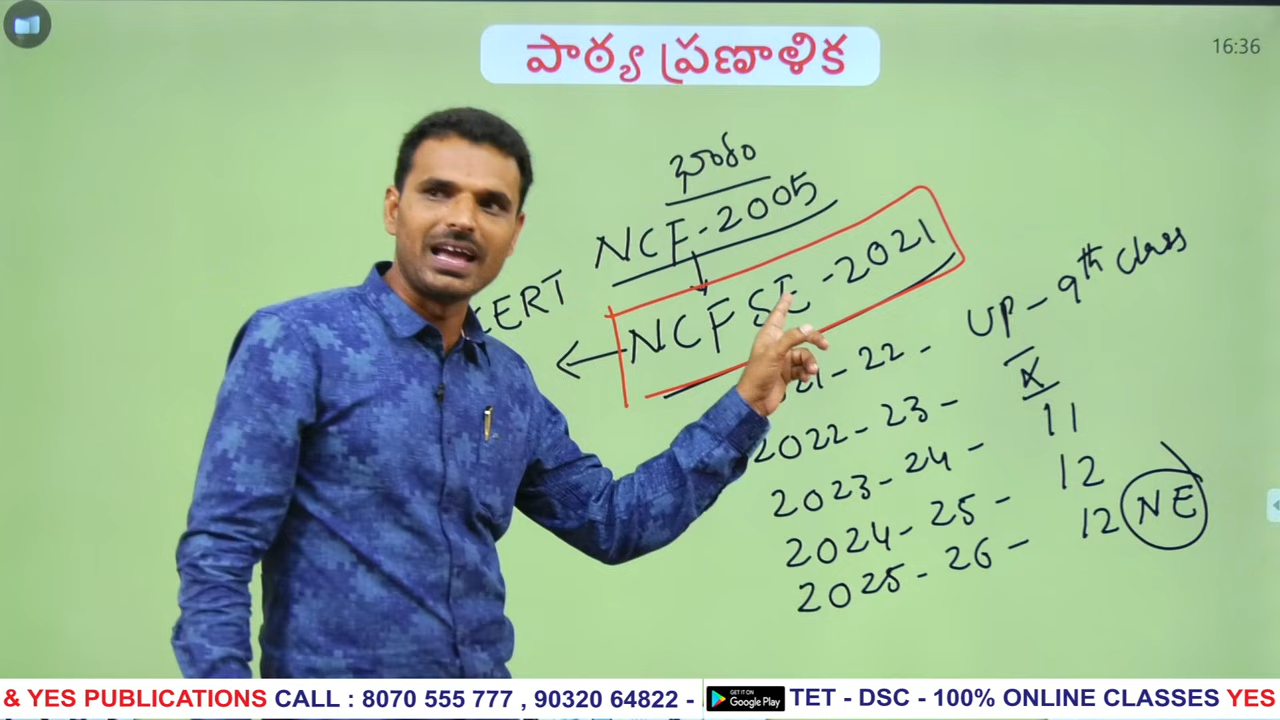 పాఠ్య ప్రణాళిక
16:36
భారం
NCF-2005
CERT
NCFSE-2021
21-22 - UP - 9th class
2022-23 - X
2023-24 - 11
2024-25 - 12
2025-26 - 12 NE
& YES PUBLICATIONS CALL : 8070 555 777 , 90320 64822 - GET IT ON Google Play TET - DSC - 100% ONLINE CLASSES YES